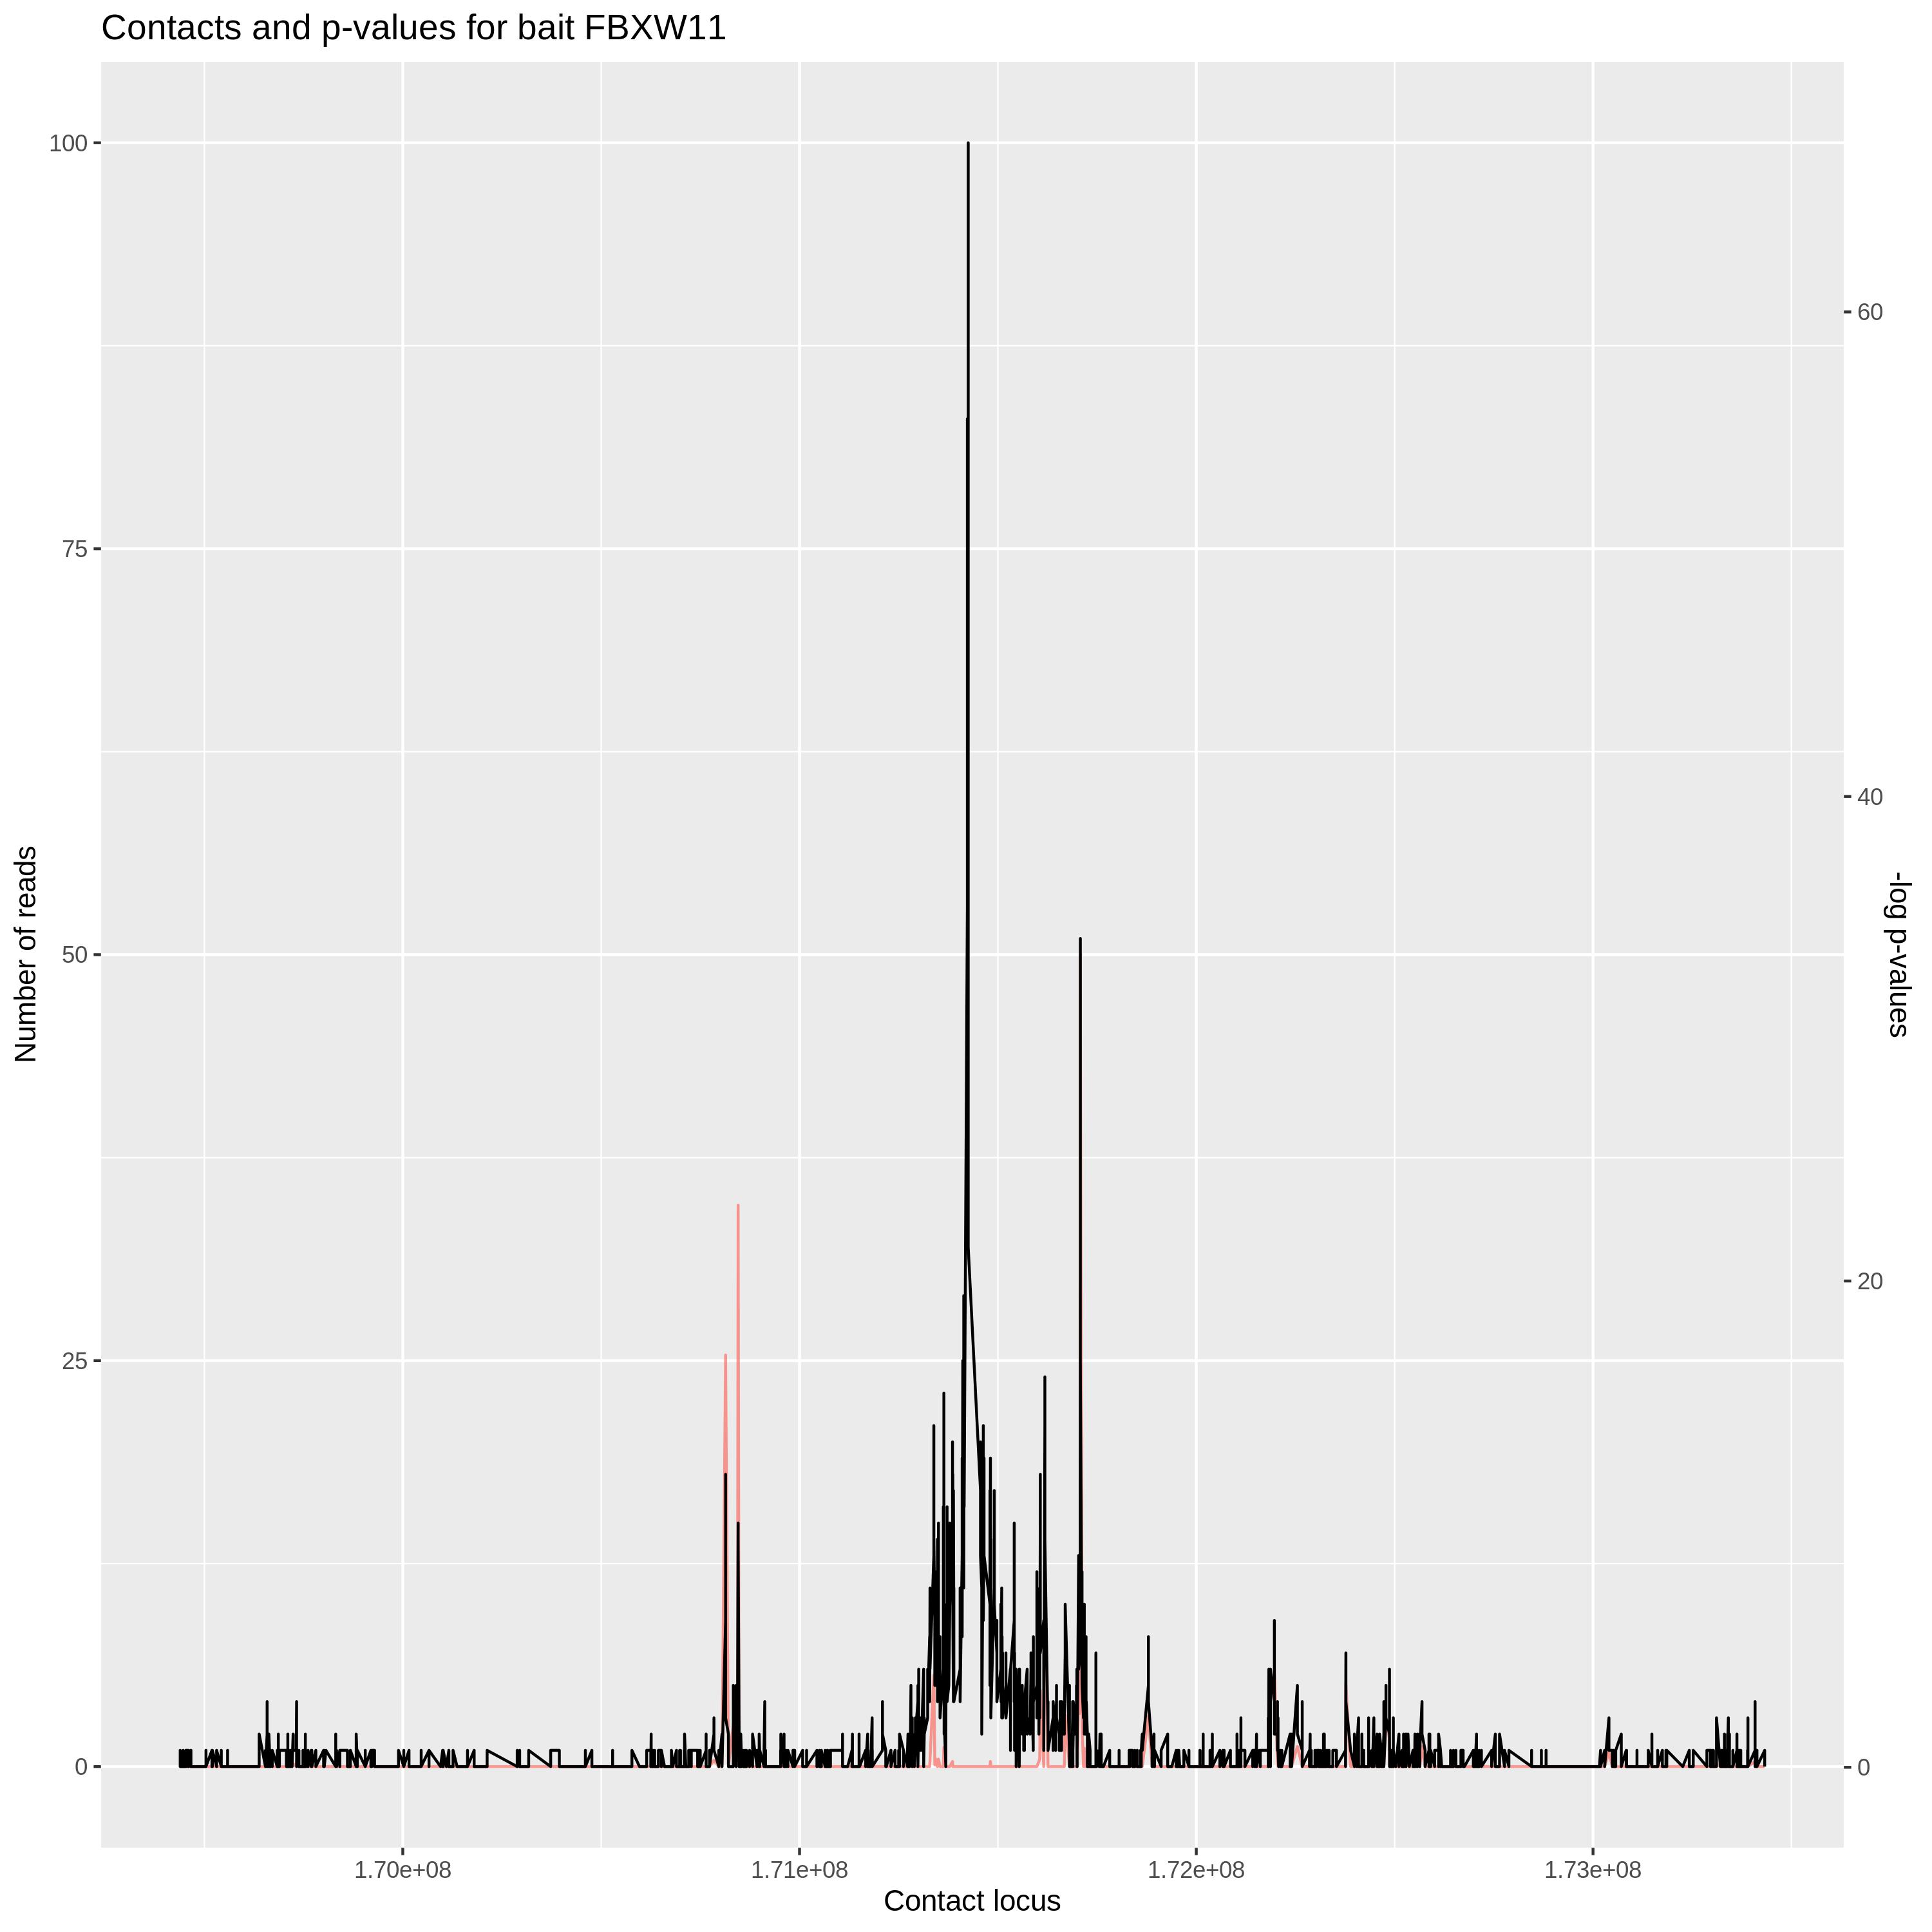 Contacts and p-values for bait FBXW11
100
75
50
25
0
Number of reads
60
40
20
0
-log p-values
1.70e+08
1.71e+08
1.72e+08
1.73e+08
Contact locus